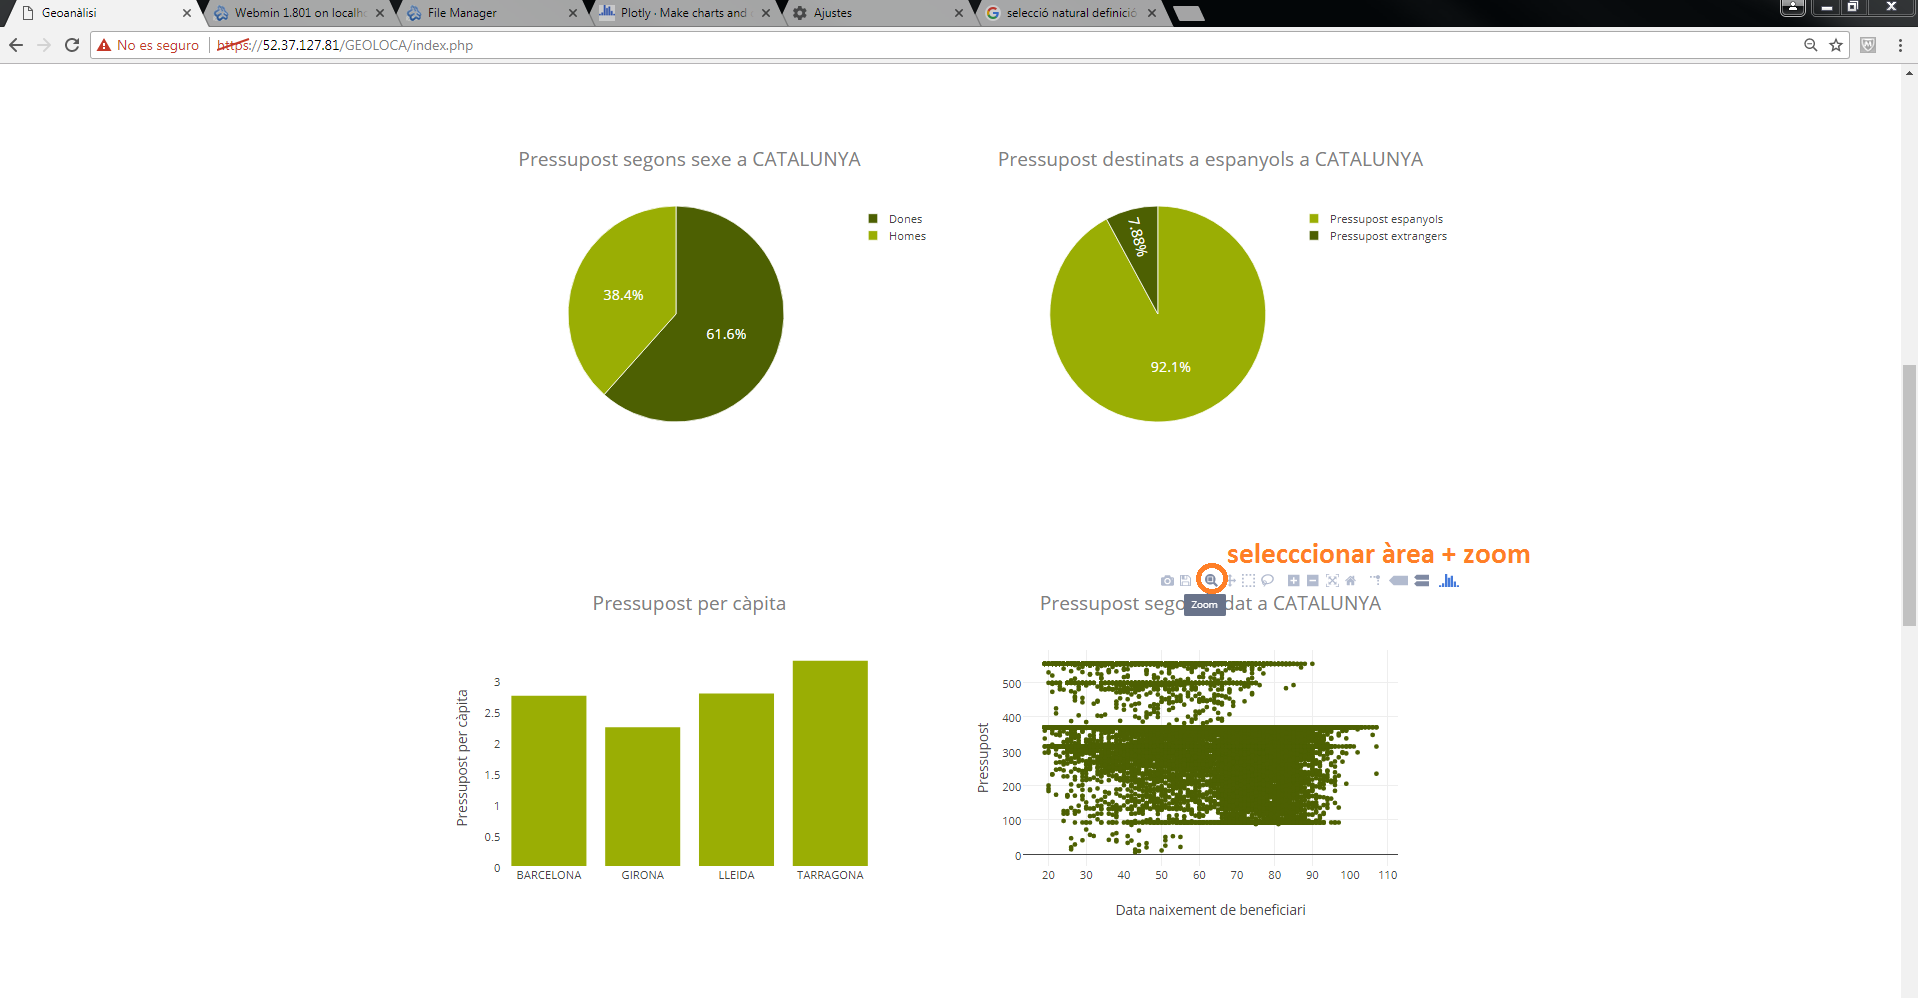 Geoanàlisi
Webmin 1.801 on localh
File Manager
Plotly · Make charts and
Ajustes
selecció natural definició
No es seguro
https://52.37.127.81/GEOLOCA/index.php
Pressupost segons sexe a CATALUNYA
Dones
Homes
38.4%
61.6%
Pressupost destinats a espanyols a CATALUNYA
Pressupost espanyols
Pressupost extrangers
7.88%
92.1%
selecccionar àrea + zoom
Zoom
Pressupost per càpita
Pressupost per càpita
3
2.5
2
1.5
1
0.5
0
BARCELONA GIRONA LLEIDA TARRAGONA
Pressupost sego dat a CATALUNYA
Pressupost
500
400
300
200
100
0
20 30 40 50 60 70 80 90 100 110
Data naixement de beneficiari